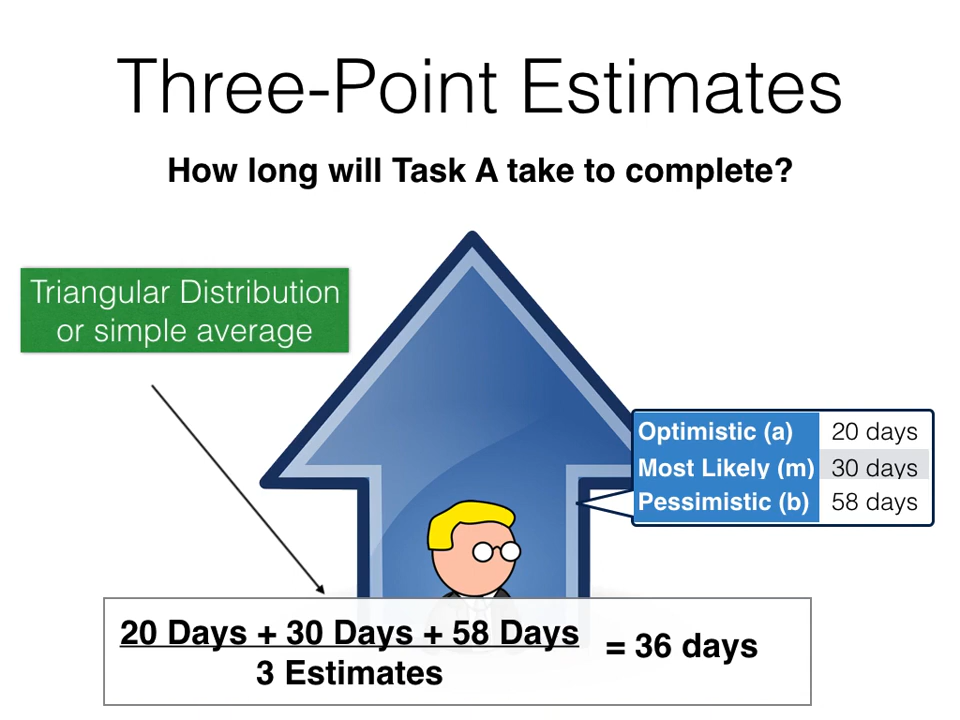 Three-Point Estimates
How long will Task A take to complete?
Triangular Distribution
or simple average
Optimistic (a) 20 days
Most Likely (m) 30 days
Pessimistic (b) 58 days
20 Days + 30 Days + 58 Days
3 Estimates
= 36 days